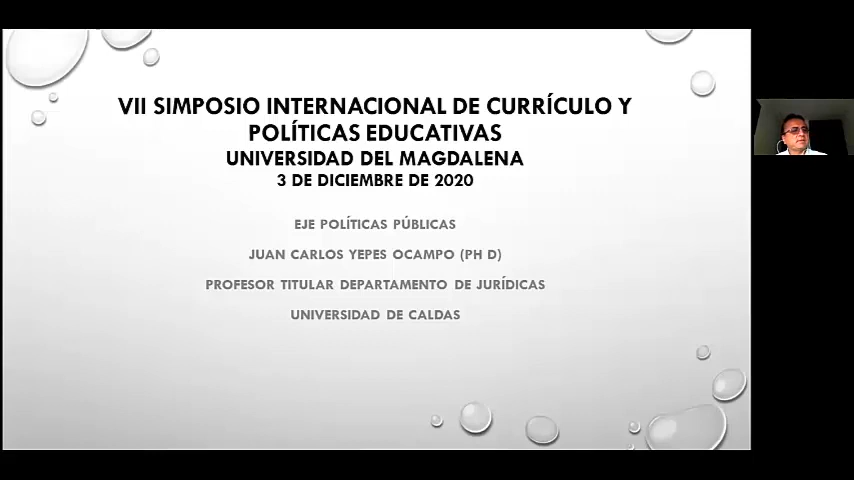 VII SIMPOSIO INTERNACIONAL DE CURRÍCULO Y
POLÍTICAS EDUCATIVAS
UNIVERSIDAD DEL MAGDALENA
3 DE DICIEMBRE DE 2020
EJE POLÍTICAS PÚBLICAS
JUAN CARLOS YEPES OCAMPO (PH D)
PROFESOR TITULAR DEPARTAMENTO DE JURÍDICAS
UNIVERSIDAD DE CALDAS